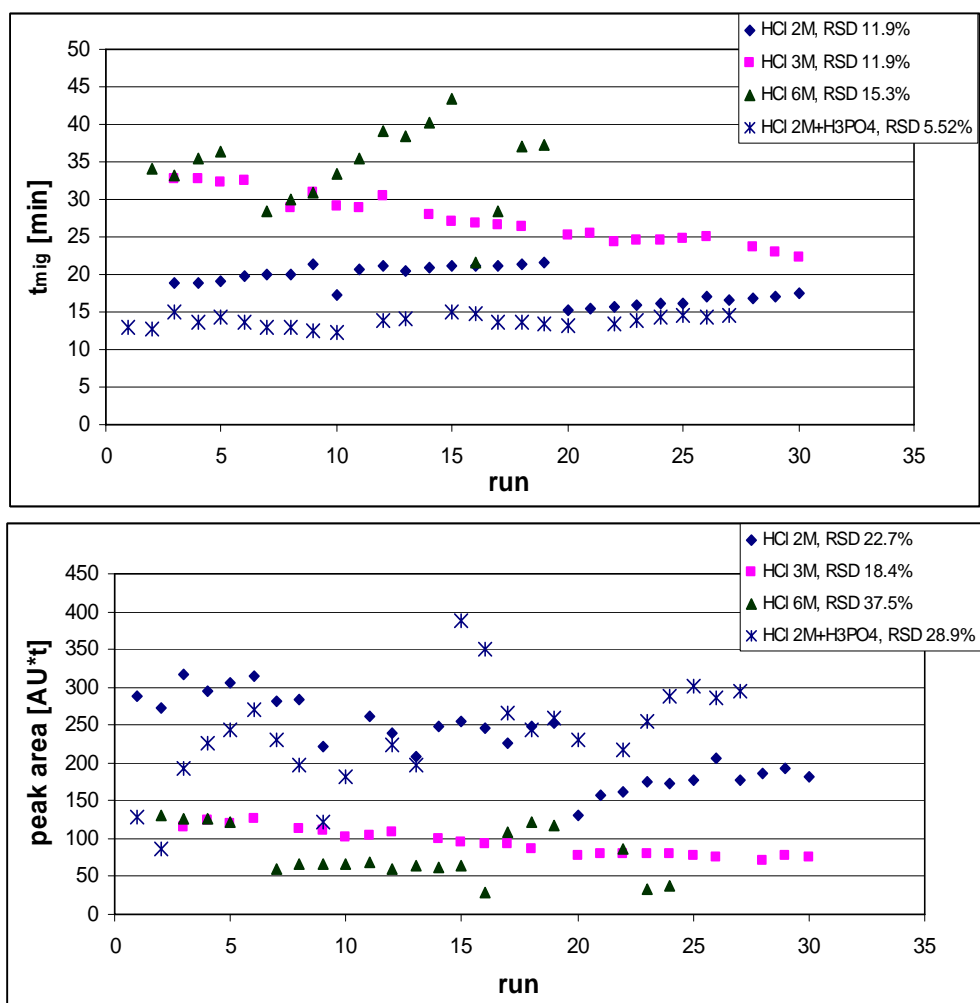 HCl 2M, RSD 11.9%
HCl 3M, RSD 11.9%
HCl 6M, RSD 15.3%
HCl 2M+H3PO4, RSD 5.52%
50
45
40
35
30
25
20
15
10
5
0
tmig [min]
0 5 10 15 20 25 30 35
run
HCl 2M, RSD 22.7%
HCl 3M, RSD 18.4%
HCl 6M, RSD 37.5%
HCl 2M+H3PO4, RSD 28.9%
450
400
350
300
250
200
150
100
50
0
peak area [AU*t]
0 5 10 15 20 25 30 35
run